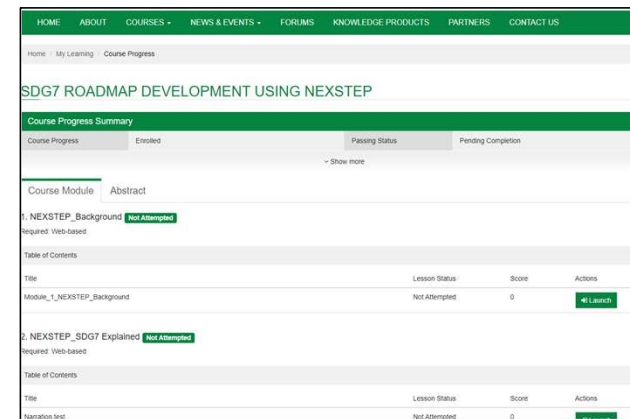 HOME ABOUT COURSES NEWS & EVENTS FORUMS KNOWLEDGE PRODUCTS PARTNERS CONTACT US
Home / My Learning / Course Progress
SDG7 ROADMAP DEVELOPMENT USING NEXSTEP
Course Progress Summary
Course Progress Enrolled Passing Status Pending Completion
Show more
Course Module Abstract
1. NEXSTEP_Background Not Attempted
Required: Web-based
Table of Contents
Title Lesson Status Score Actions
Module_1_NEXSTEP_Background Not Attempted 0 Launch
2. NEXSTEP_SDG7 Explained Not Attempted
Required: Web-based
Table of Contents
Title Lesson Status Score Actions
Narration test Not Attempted 0